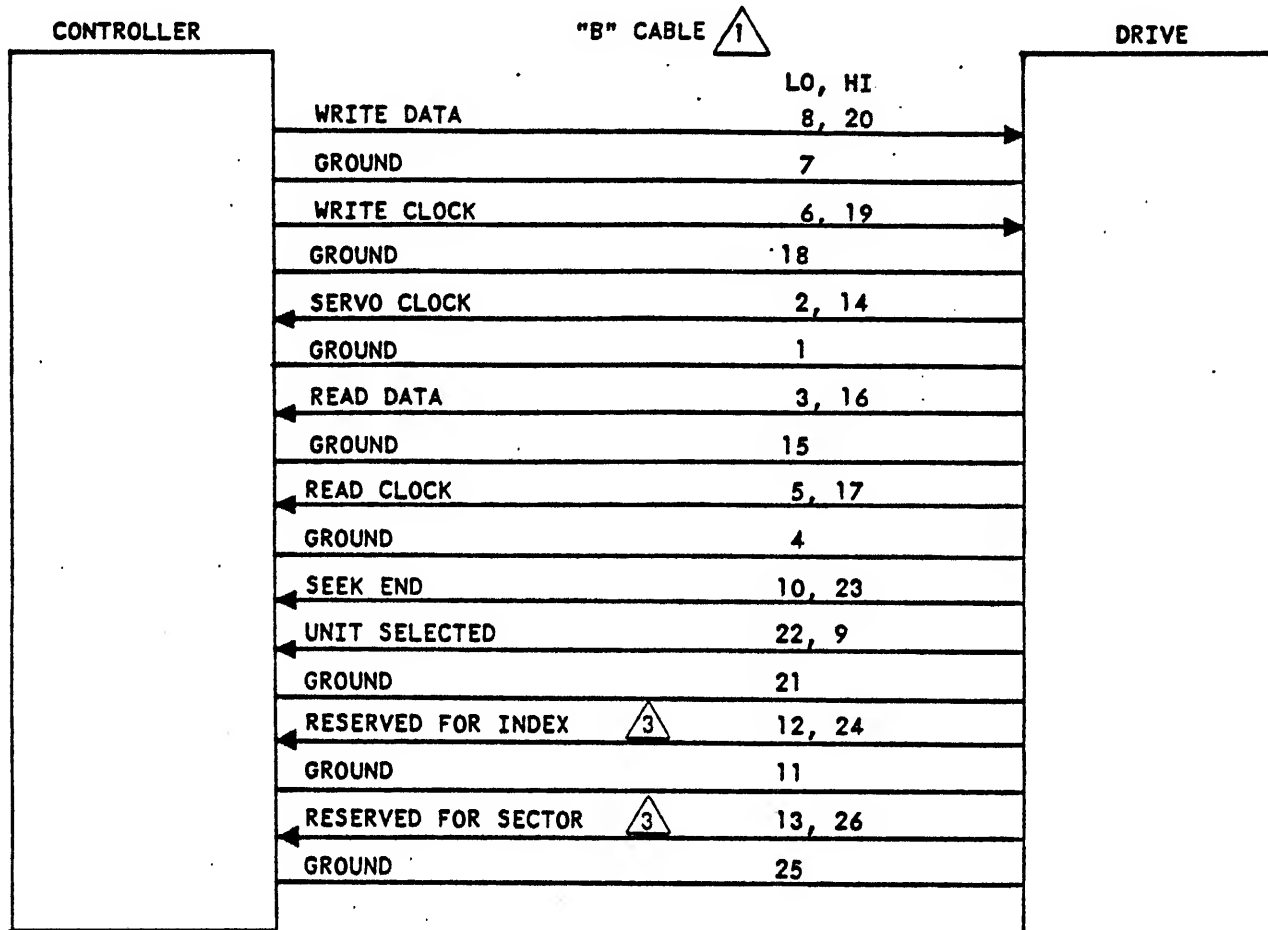 CONTROLLER "B" CABLE 1 DRIVE
LO, HI
WRITE DATA 8, 20
GROUND 7
WRITE CLOCK 6, 19
GROUND 18
SERVO CLOCK 2, 14
GROUND 1
READ DATA 3, 16
GROUND 15
READ CLOCK 5, 17
GROUND 4
SEEK END 10, 23
UNIT SELECTED 22, 9
GROUND 21
RESERVED FOR INDEX 3 12, 24
GROUND 11
RESERVED FOR SECTOR 3 13, 26
GROUND 25